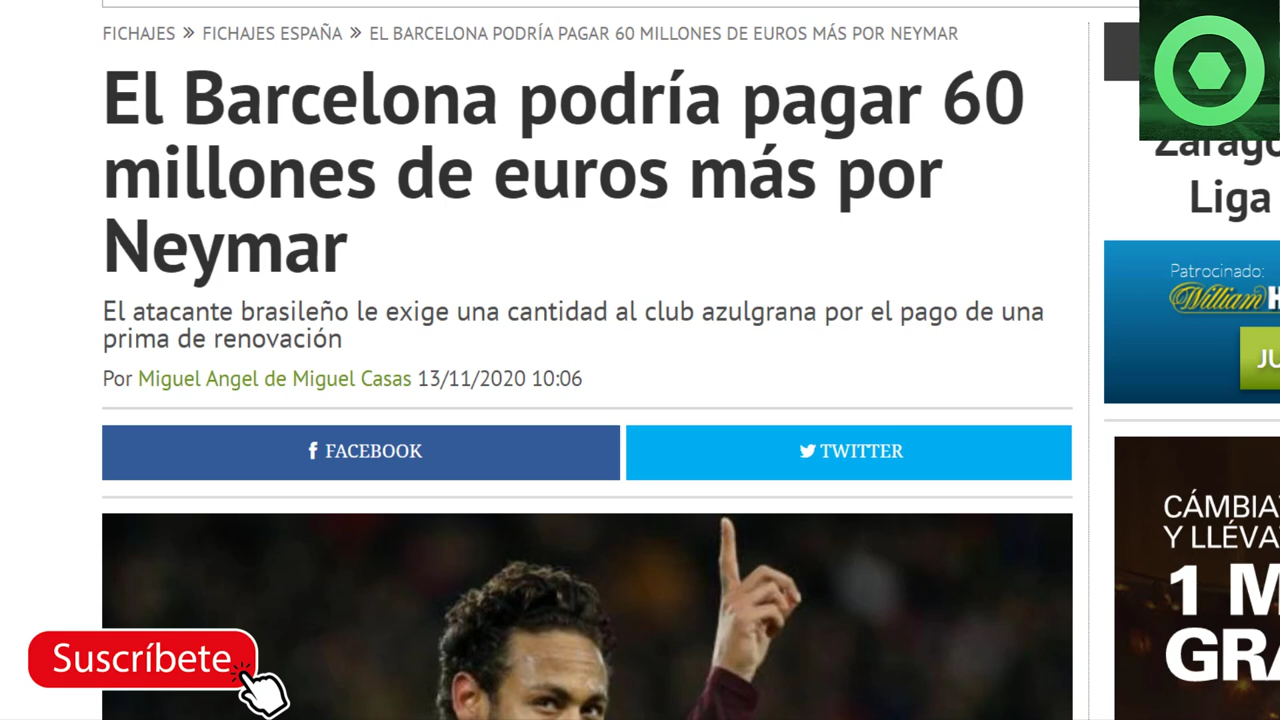 FICHAJES » FICHAJES ESPAÑA » EL BARCELONA PODRÍA PAGAR 60 MILLONES DE EUROS MÁS POR NEYMAR
El Barcelona podría pagar 60
millones de euros más por
Neymar
El atacante brasileño le exige una cantidad al club azulgrana por el pago de una
prima de renovación
Por Miguel Angel de Miguel Casas 13/11/2020 10:06
FACEBOOK
TWITTER
Liga
Patrocinado:
William
Y
1
Suscríbete